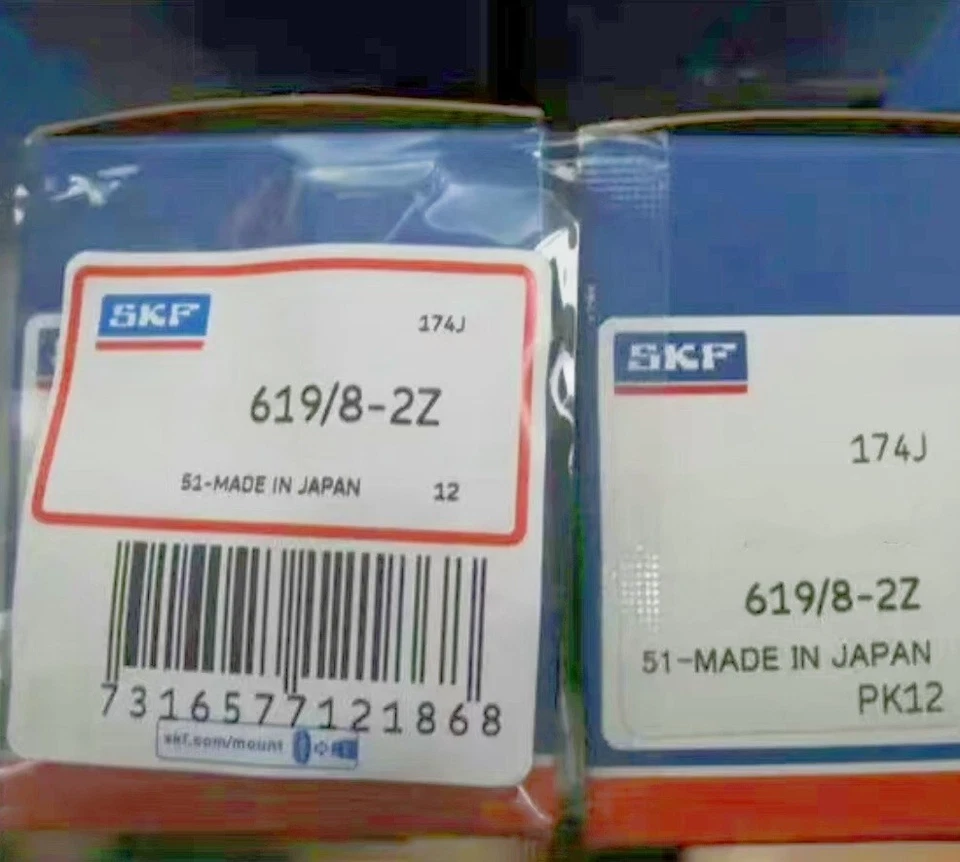 SKF
174J
619/8-2Z
51-MADE IN JAPAN 12
7316577121868
skf.com/mount
SKF
174J
619/8-2Z
51-MADE IN JAPAN
PK12